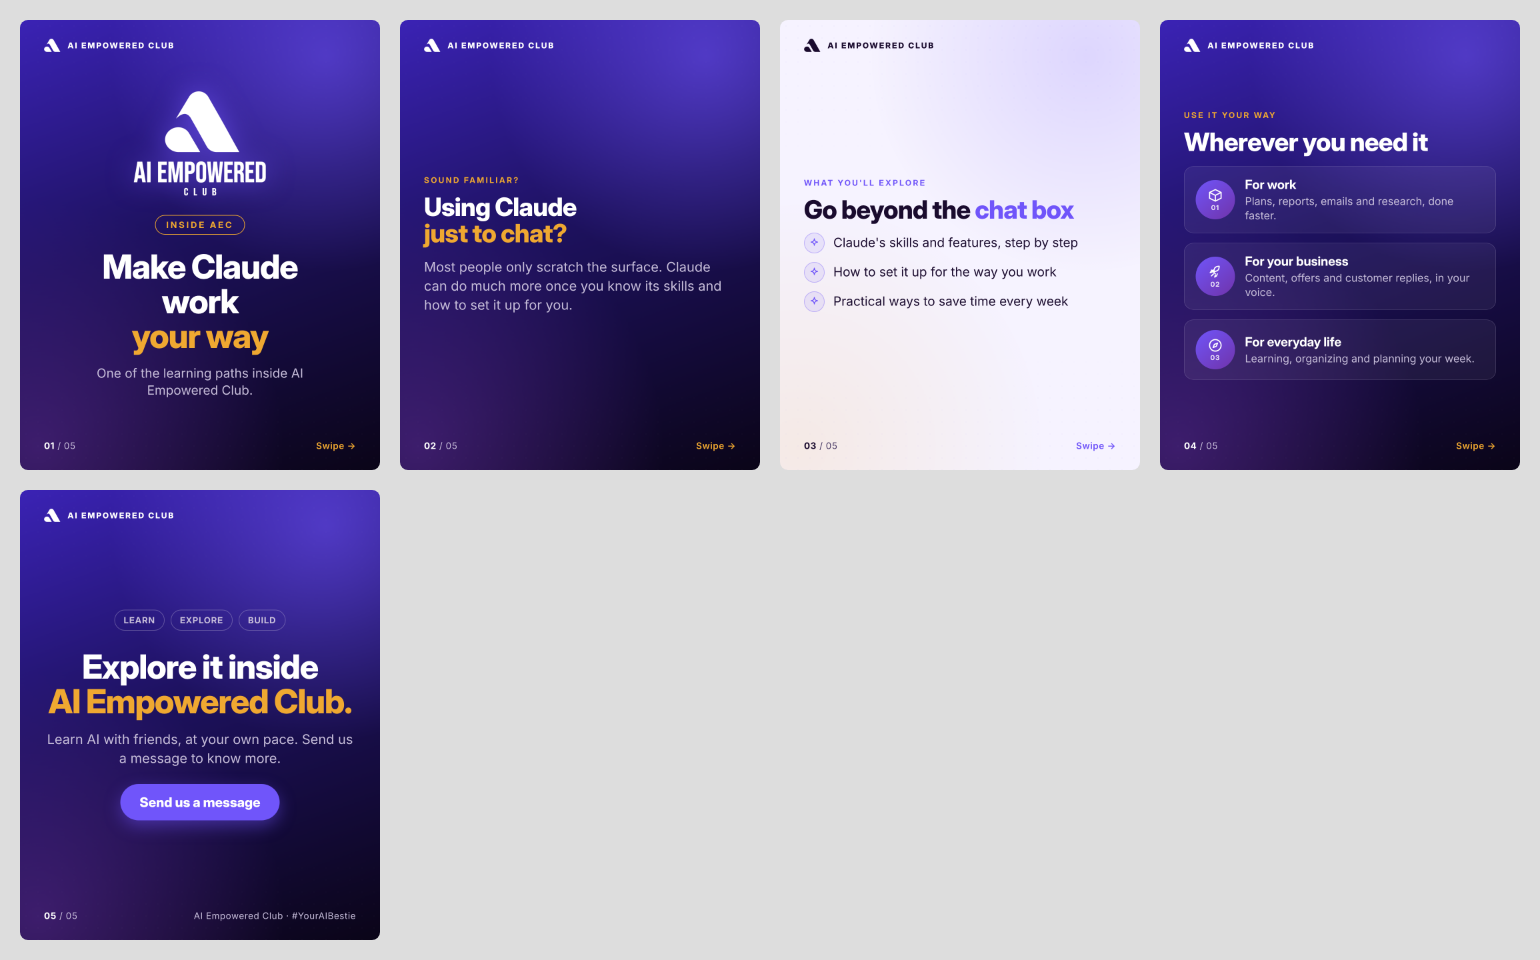 AI EMPOWERED CLUB
AI EMPOWERED
CLUB
INSIDE AEC
Make Claude
work
your way
One of the learning paths inside AI
Empowered Club.
01 / 05
Swipe →
AI EMPOWERED CLUB
SOUND FAMILIAR?
Using Claude
just to chat?
Most people only scratch the surface. Claude
can do much more once you know its skills and
how to set it up for you.
02 / 05
Swipe →
AI EMPOWERED CLUB
WHAT YOU'LL EXPLORE
Go beyond the chat box
Claude's skills and features, step by step
How to set it up for the way you work
Practical ways to save time every week
03 / 05
Swipe →
AI EMPOWERED CLUB
USE IT YOUR WAY
Wherever you need it
01
For work
Plans, reports, emails and research, done
faster.
02
For your business
Content, offers and customer replies, in your
voice.
03
For everyday life
Learning, organizing and planning your week.
04 / 05
Swipe →
AI EMPOWERED CLUB
LEARN EXPLORE BUILD
Explore it inside
AI Empowered Club.
Learn AI with friends, at your own pace. Send us
a message to know more.
Send us a message
05 / 05
AI Empowered Club · #YourAIBestie